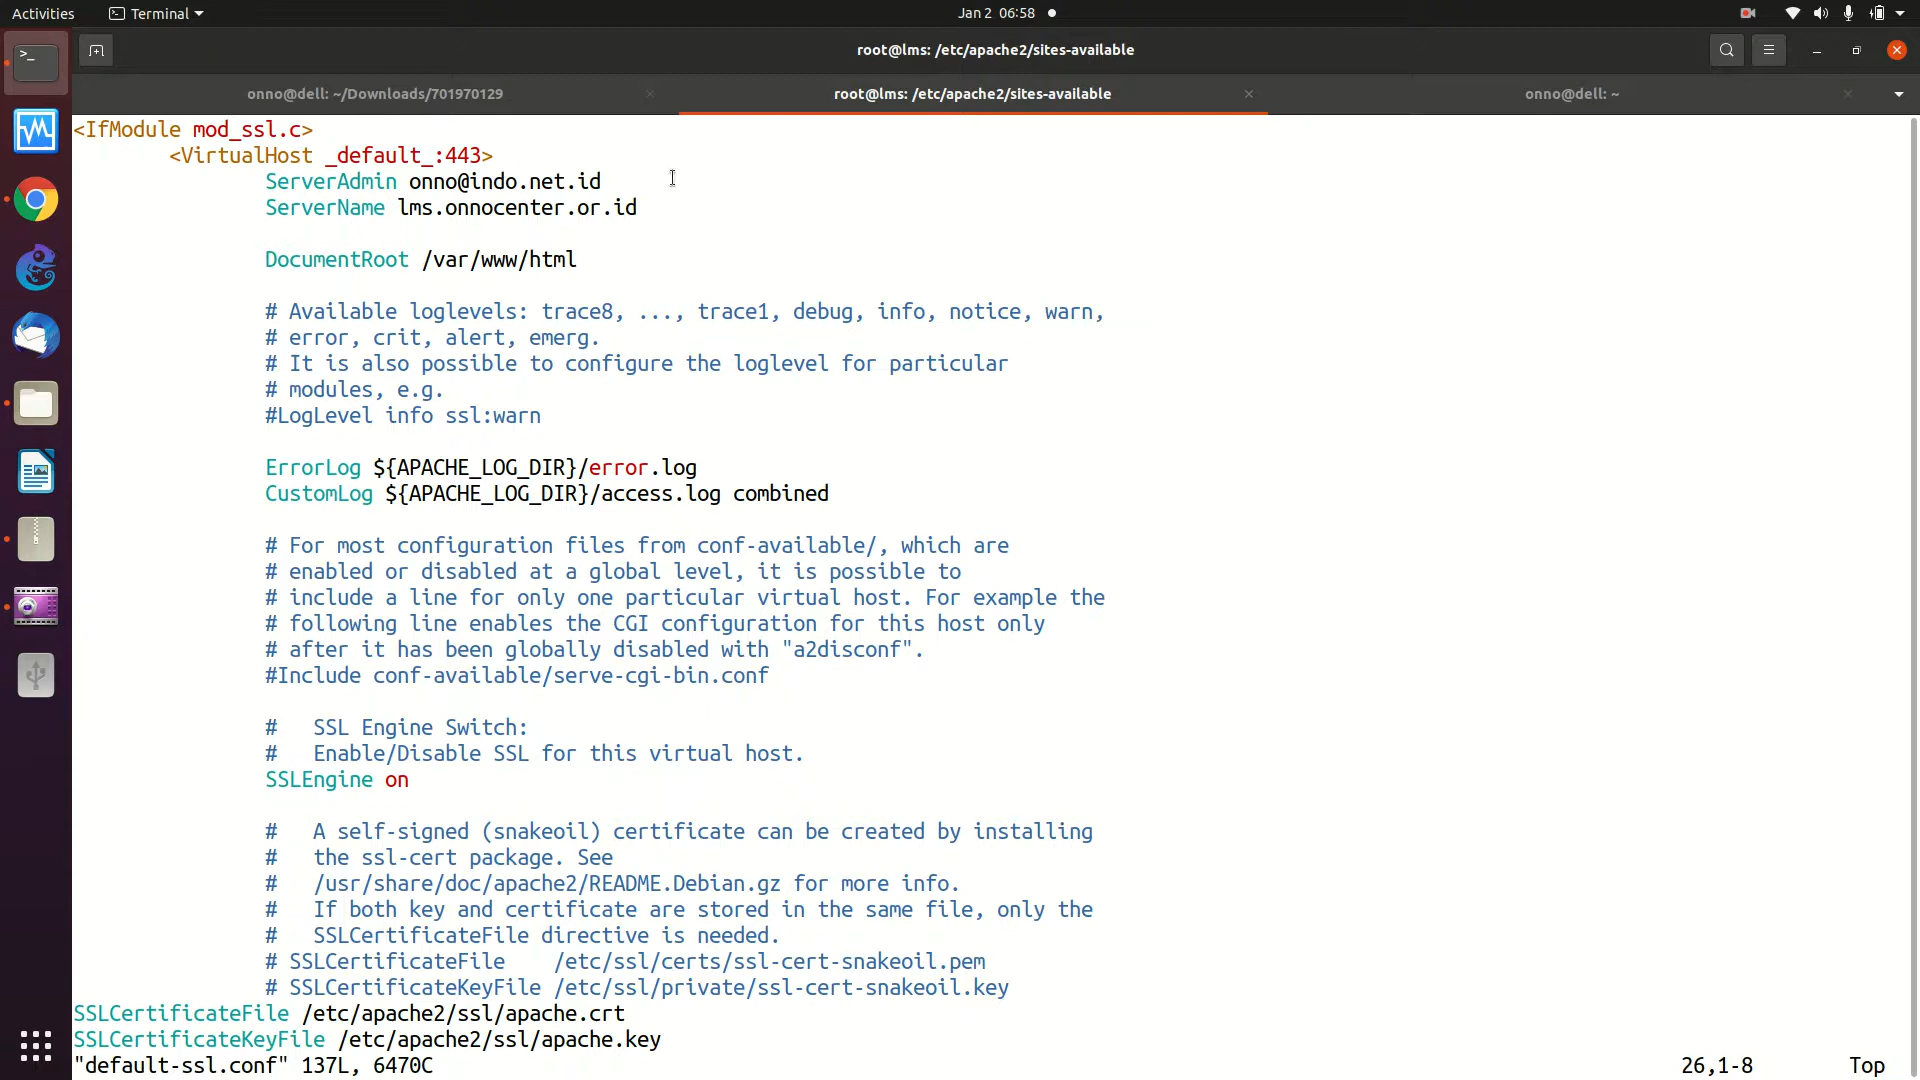 Activities
Terminal
Jan 2 06:58
root@lms: /etc/apache2/sites-available
onno@dell: ~/Downloads/701970129
root@lms: /etc/apache2/sites-available
onno@dell: ~
<IfModule mod_ssl.c>
<VirtualHost _default_:443>
ServerAdmin onno@indo.net.id
ServerName lms.onnocenter.or.id
DocumentRoot /var/www/html
# Available loglevels: trace8, ..., trace1, debug, info, notice, warn,
# error, crit, alert, emerg.
# It is also possible to configure the loglevel for particular
# modules, e.g.
#LogLevel info ssl:warn
ErrorLog ${APACHE_LOG_DIR}/error.log
CustomLog ${APACHE_LOG_DIR}/access.log combined
# For most configuration files from conf-available/, which are
# enabled or disabled at a global level, it is possible to
# include a line for only one particular virtual host. For example the
# following line enables the CGI configuration for this host only
# after it has been globally disabled with "a2disconf".
#Include conf-available/serve-cgi-bin.conf
#   SSL Engine Switch:
#   Enable/Disable SSL for this virtual host.
SSLEngine on
#   A self-signed (snakeoil) certificate can be created by installing
#   the ssl-cert package. See
#   /usr/share/doc/apache2/README.Debian.gz for more info.
#   If both key and certificate are stored in the same file, only the
#   SSLCertificateFile directive is needed.
# SSLCertificateFile    /etc/ssl/certs/ssl-cert-snakeoil.pem
# SSLCertificateKeyFile /etc/ssl/private/ssl-cert-snakeoil.key
SSLCertificateFile /etc/apache2/ssl/apache.crt
SSLCertificateKeyFile /etc/apache2/ssl/apache.key
"default-ssl.conf" 137L, 6470C 26,1-8 Top